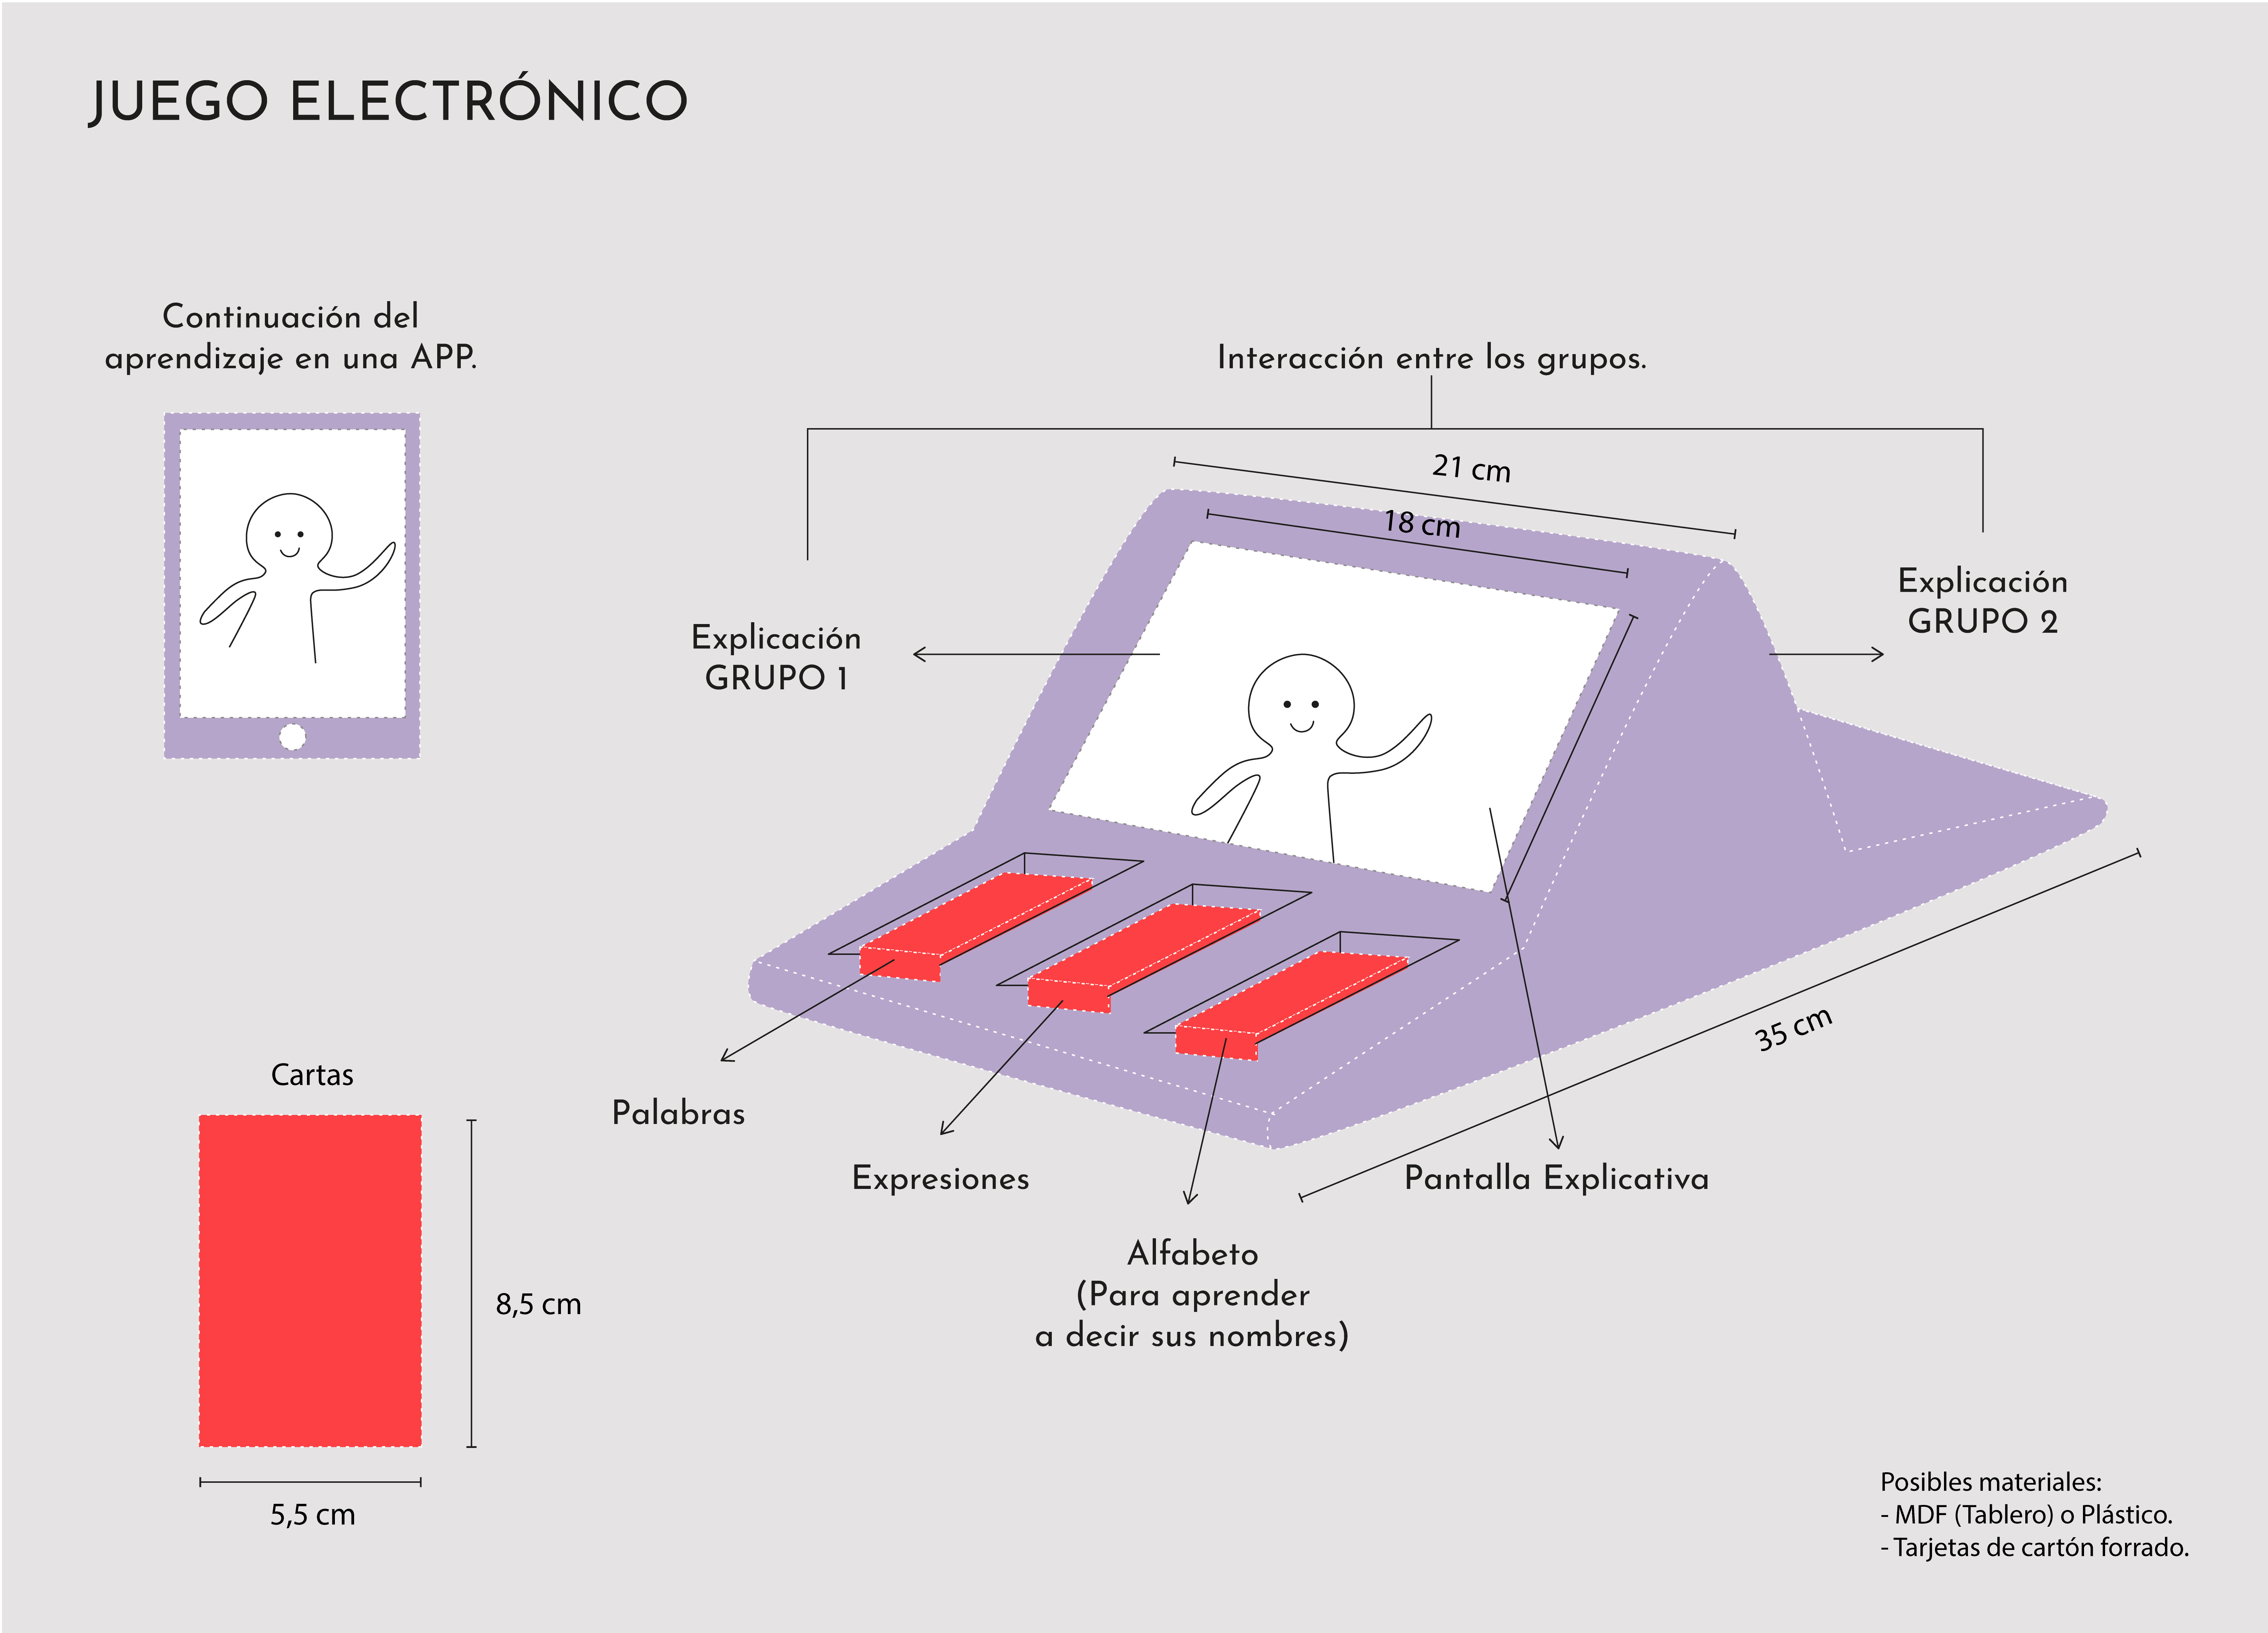 JUEGO ELECTRÓNICO
Continuación del
aprendizaje en una APP.
Interacción entre los grupos.
21 cm
18 cm
Explicación
GRUPO 1
Explicación
GRUPO 2
35 cm
Palabras
Expresiones
Alfabeto
(Para aprender
a decir sus nombres)
Pantalla Explicativa
Cartas
8,5 cm
5,5 cm
Posibles materiales:
- MDF (Tablero) o Plástico.
- Tarjetas de cartón forrado.